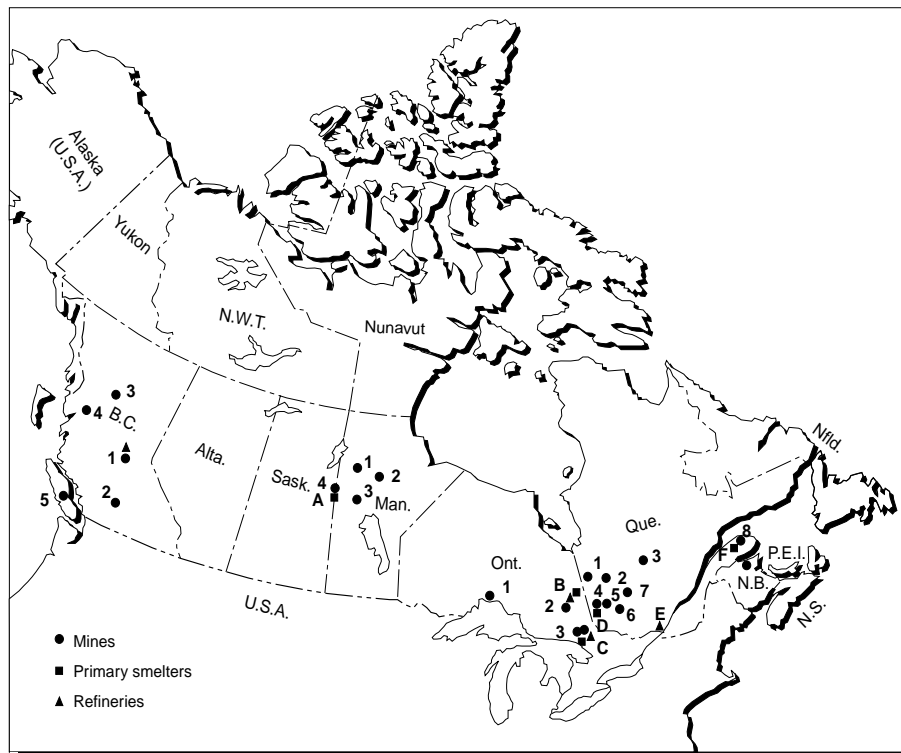 Alaska
(U.S.A.)
Yukon
N.W.T.
Nunavut
3
4
B.C.
1
5
2
Alta.
Sask.
4
A
1
2
3
Man.
Nfld.
Que.
Ont.
1
U.S.A.
1
2
3
B
4
5
7
2
6
3
D
C
E
8
F
P.E.I.
N.B.
N.S.
Mines
Primary smelters
Refineries